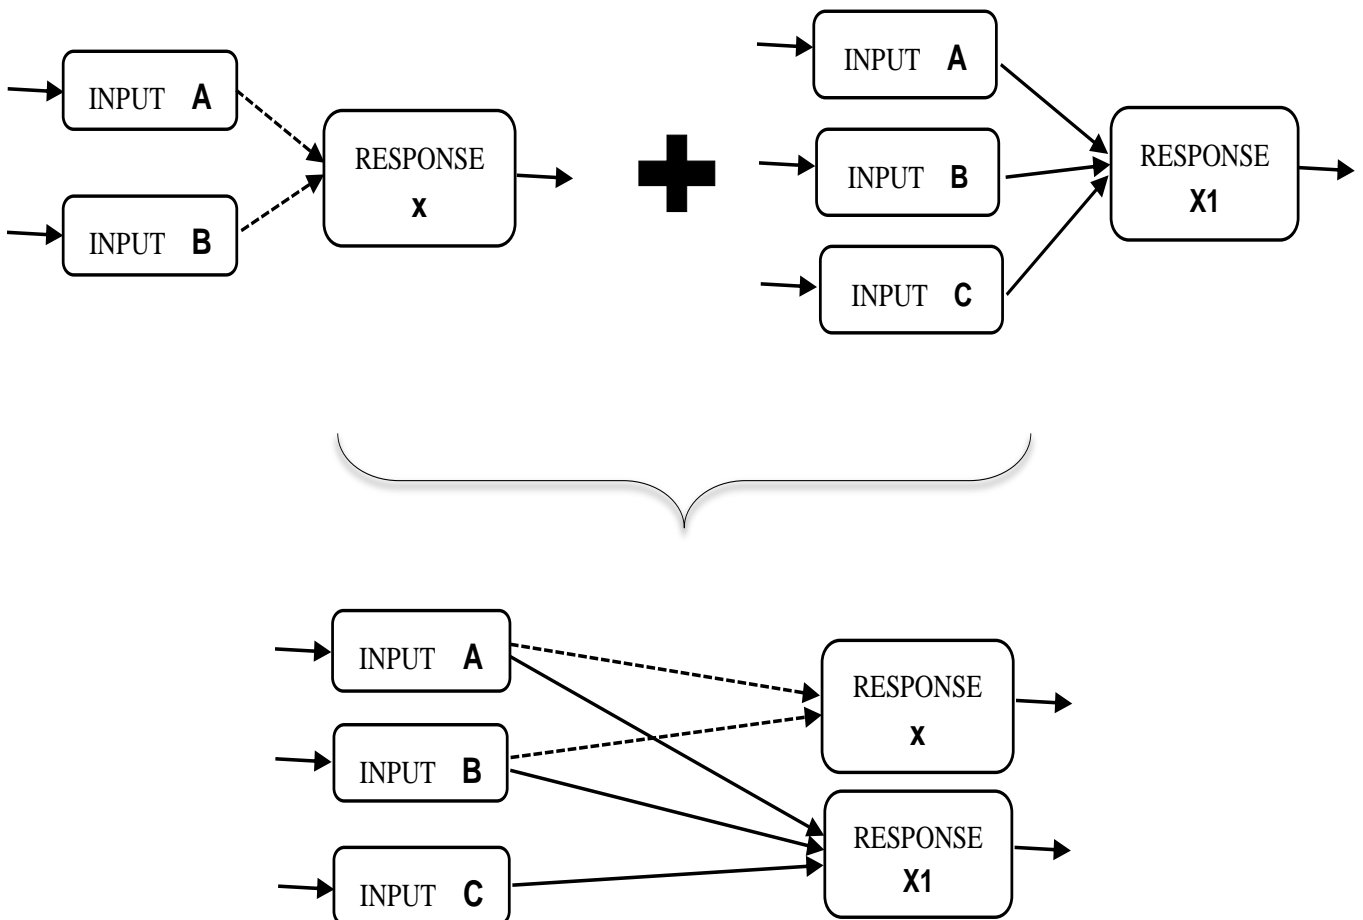 INPUT A
INPUT B
RESPONSE
x
INPUT A
INPUT B
INPUT C
RESPONSE
X1
INPUT A
INPUT B
INPUT C
RESPONSE
x
RESPONSE
X1